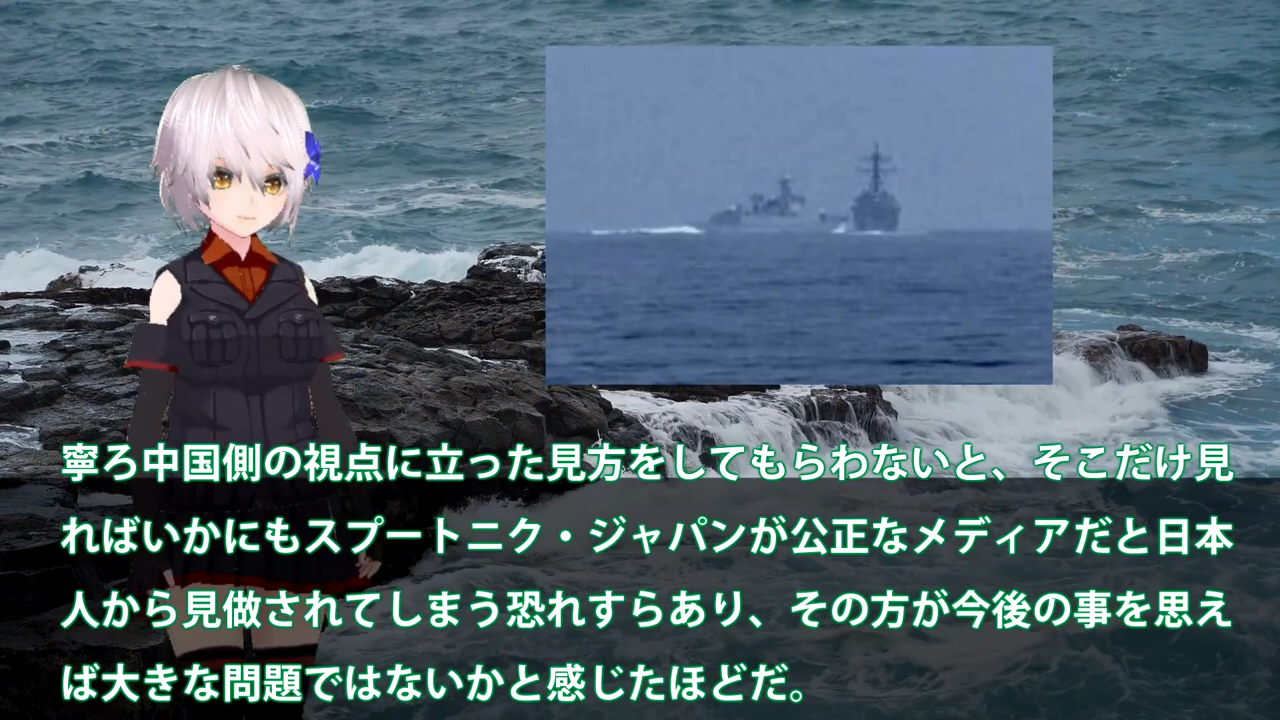 寧ろ中国側の視点に立った見方をしてもらわないと、そこだけ見
ればいかにもスプートニク・ジャパンが公正なメディアだと日本
人から見做されてしまう恐れすらあり、その方が今後の事を思え
ば大きな問題ではないかと感じたほどだ。